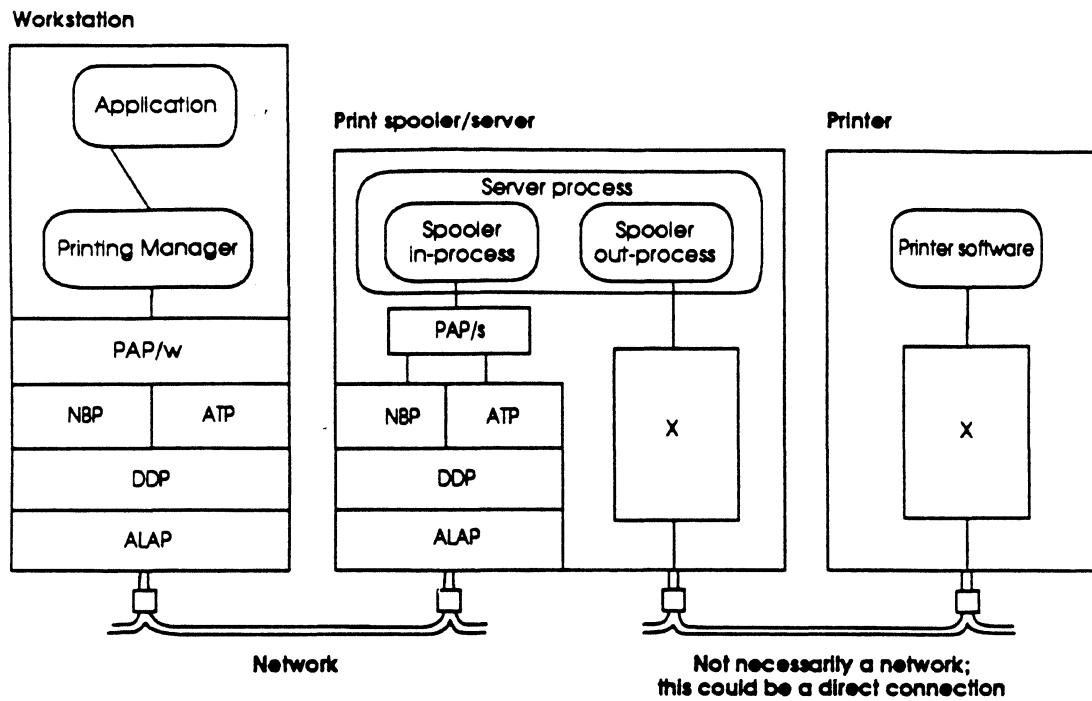 Workstation
Application
Printing Manager
PAP/w
NBP
ATP
DDP
ALAP
Print spooler/server
Server process
Spooler
in-process
Spooler
out-process
PAP/s
NBP
ATP
DDP
ALAP
X
Printer
Printer software
X
Network
Not necessarily a network;
this could be a direct connection